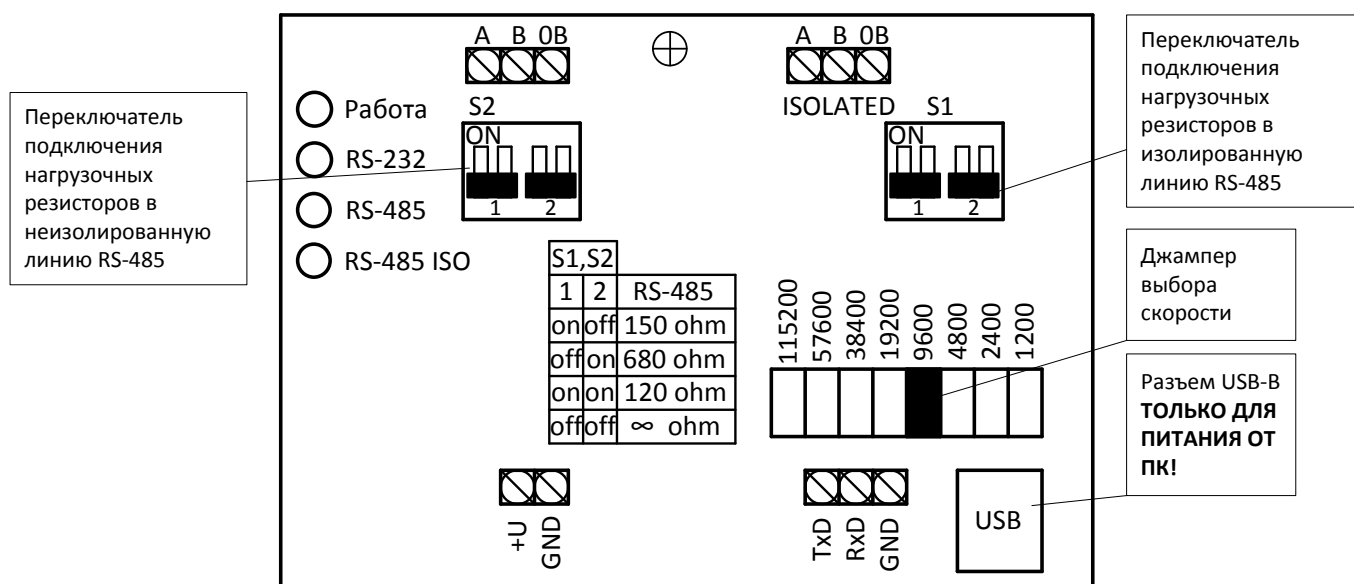 A B 0B
A B 0B
Переключатель
подключения
нагрузочных
резисторов в
неизолированную
линию RS-485
Работа
RS-232
RS-485
RS-485 ISO
S2
ON
1 2
ISOLATED S1
ON
1 2
Переключатель
подключения
нагрузочных
резисторов в
изолированную
линию RS-485
S1,S2
1 2 RS-485
on off 150 ohm
off on 680 ohm
on on 120 ohm
off off ∞ ohm
115200
57600
38400
19200
9600
4800
2400
1200
Джампер
выбора
скорости
Разъем USB-B
ТОЛЬКО ДЛЯ
ПИТАНИЯ ОТ
ПК!
+U
GND
TxD
RxD
GND
USB